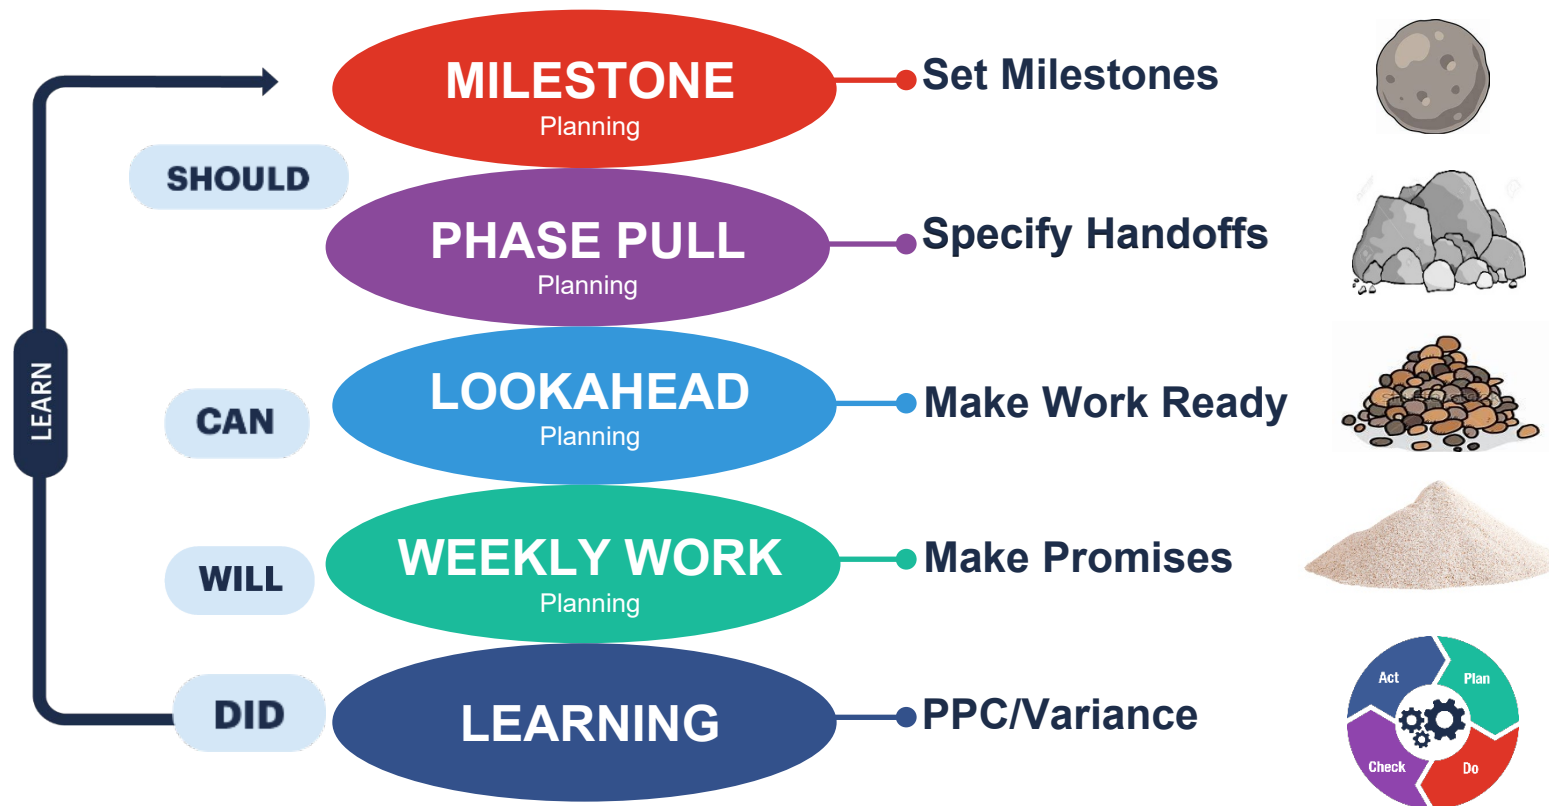 MILESTONE
Planning
Set Milestones
SHOULD
PHASE PULL
Planning
Specify Handoffs
LEARN
CAN
LOOKAHEAD
Planning
Make Work Ready
WILL
WEEKLY WORK
Planning
Make Promises
DID
LEARNING
PPC/Variance
Act
Plan
Check
Do